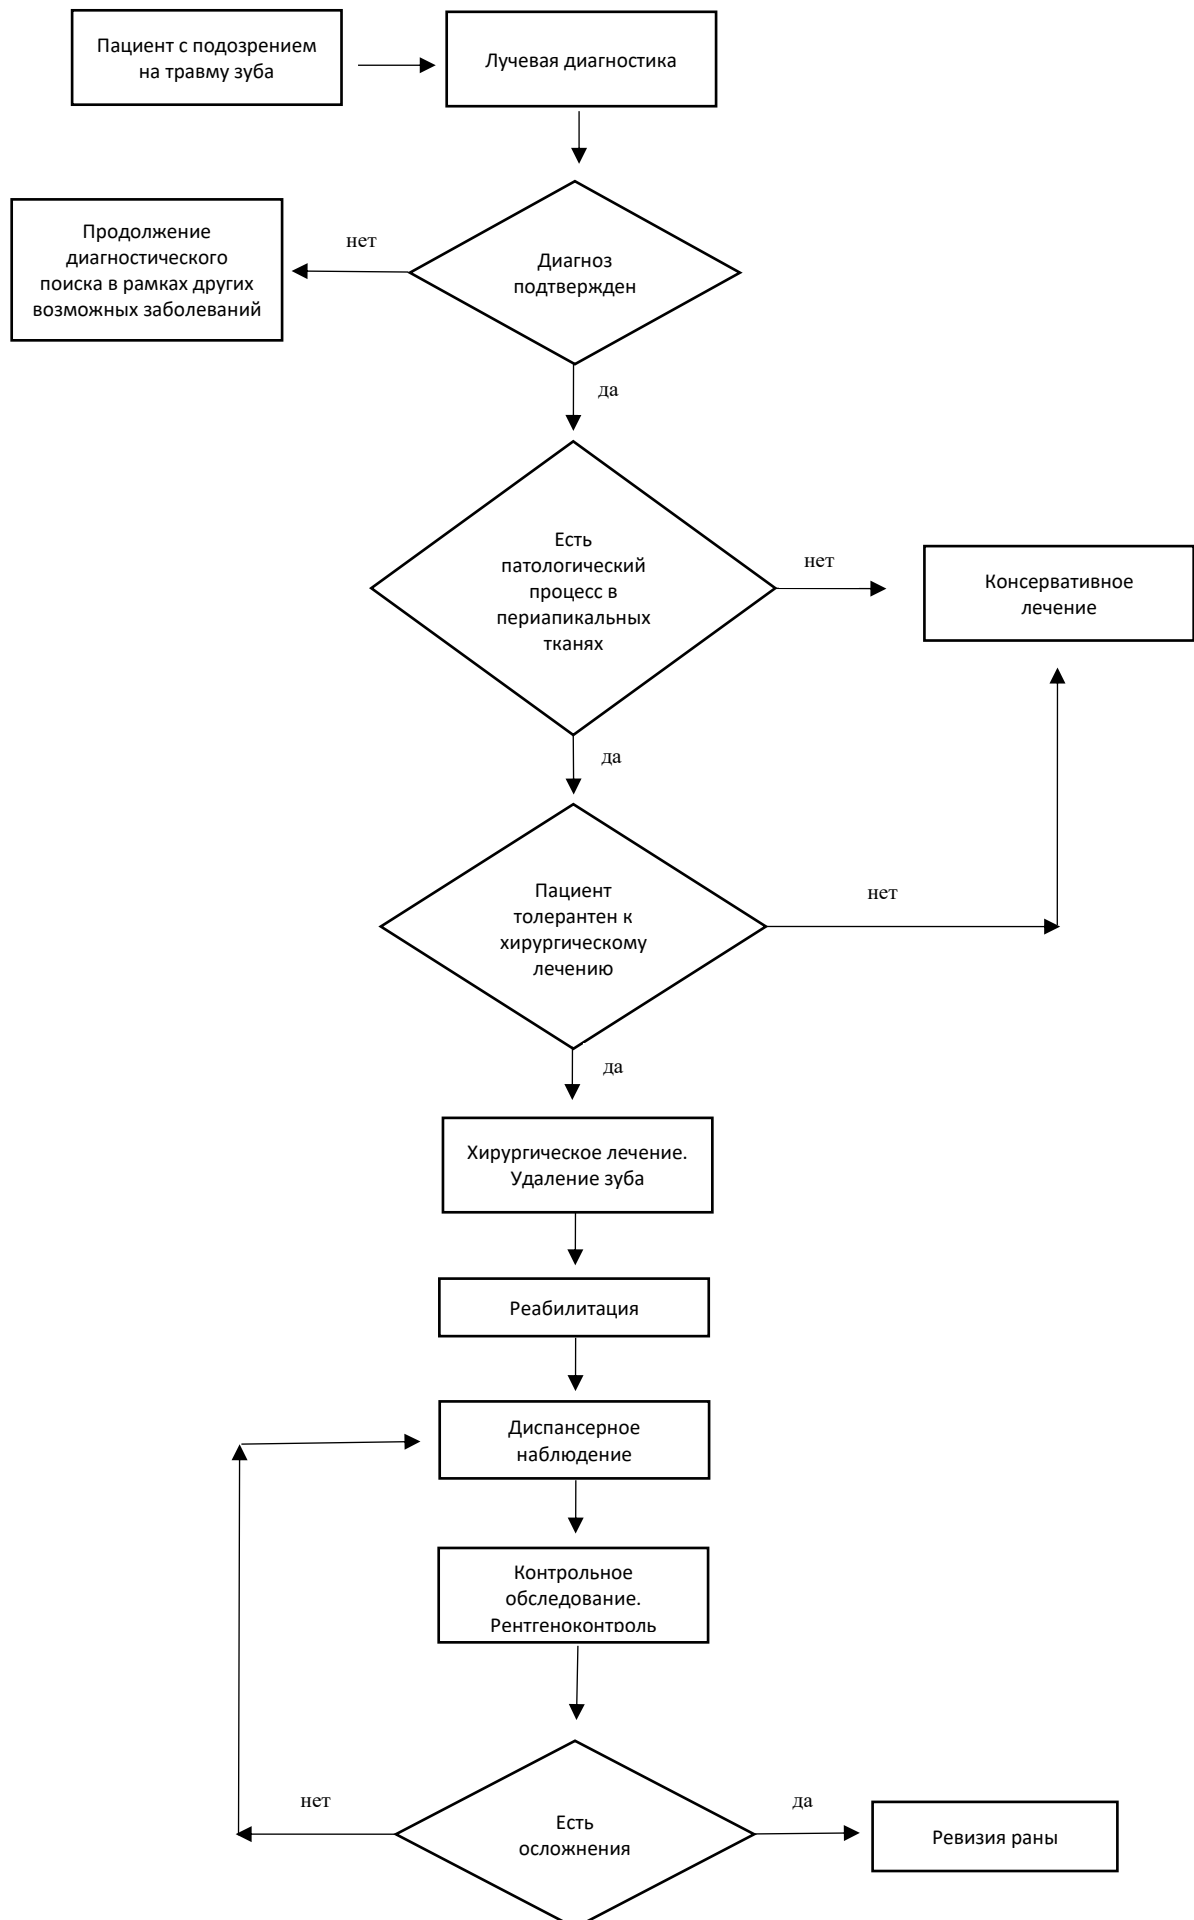 Пациент с подозрением
на травму зуба
Лучевая диагностика
Продолжение
диагностического
поиска в рамках других
возможных заболеваний
нет
Диагноз
подтвержден
да
Есть
патологический
процесс в
периапикальных
тканях
нет
Консервативное
лечение
да
Пациент
толерантен к
хирургическому
лечению
нет
да
Хирургическое лечение.
Удаление зуба
Реабилитация
Диспансерное
наблюдение
Контрольное
обследование.
Рентгеноконтроль
нет
Есть
осложнения
да
Ревизия раны